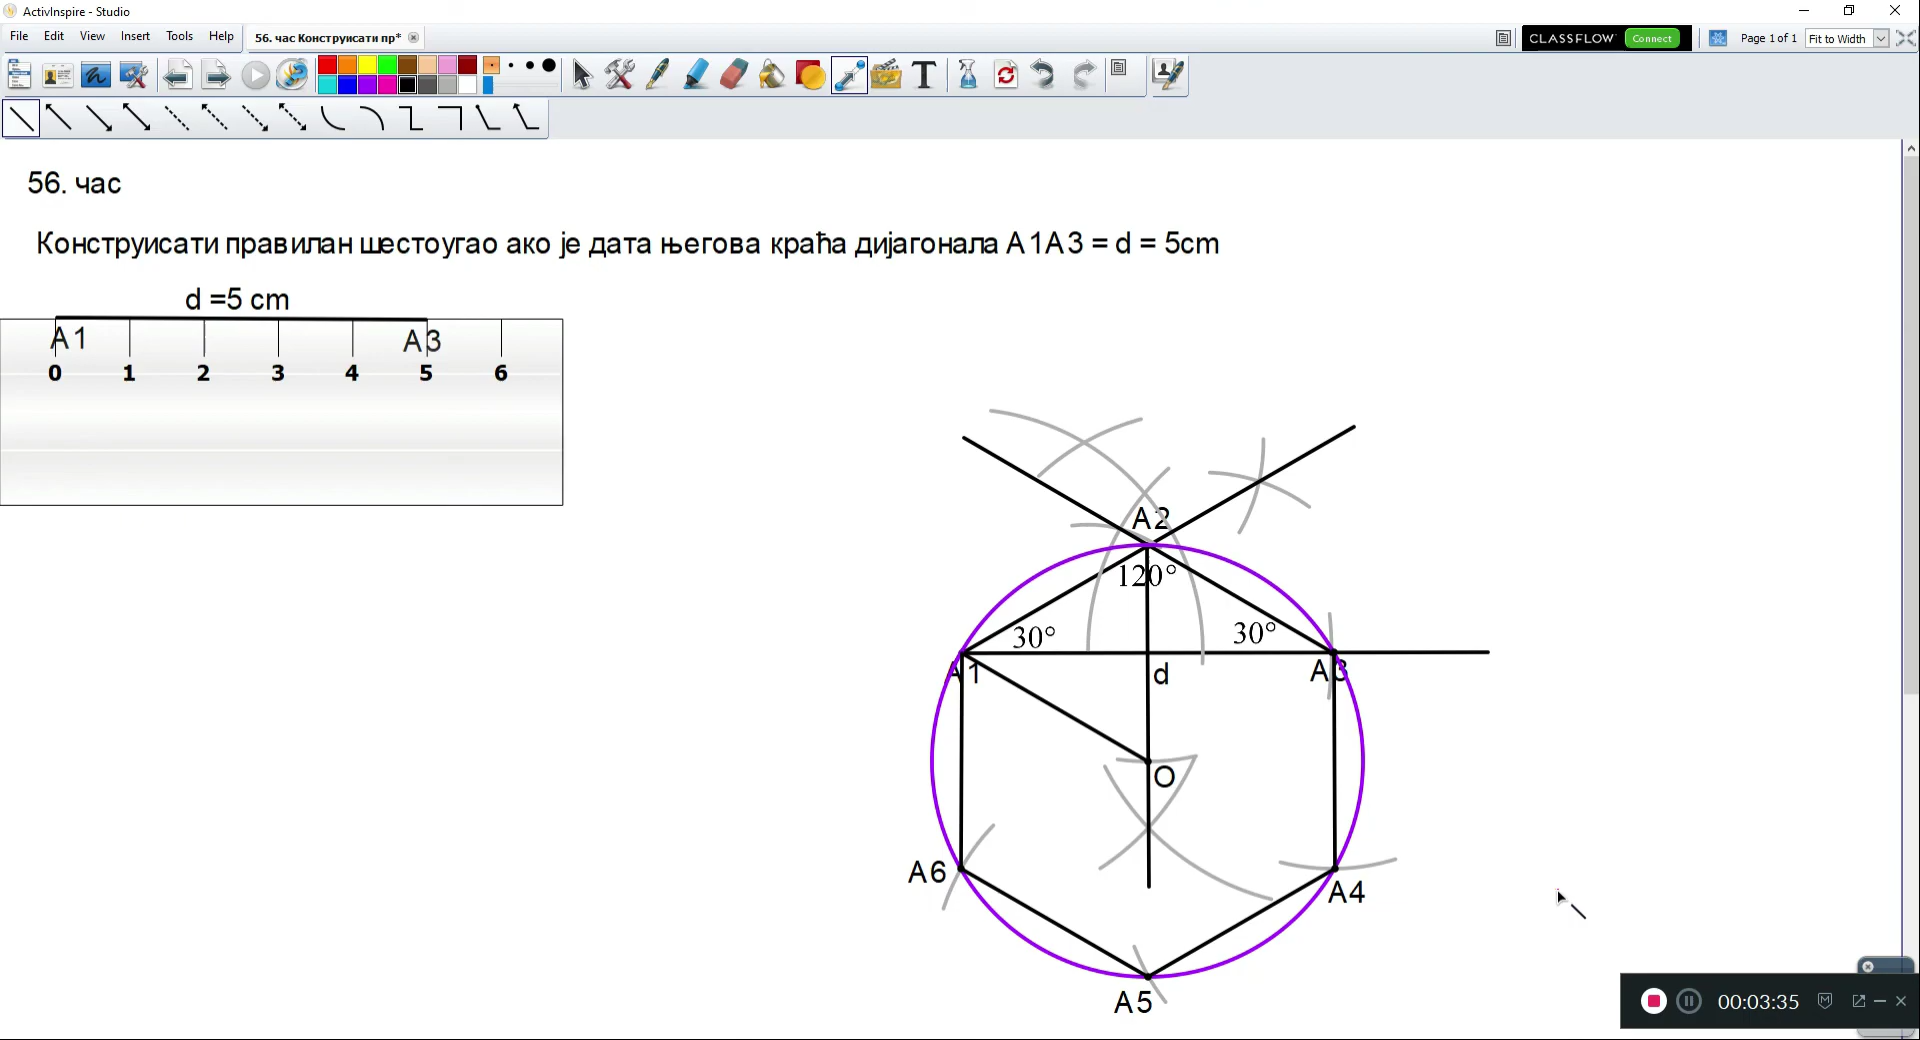 ActivInspire - Studio
File Edit View Insert Tools Help
56. час Конструисати пр*
CLASSFLOW Connect
Page 1 of 1 Fit to Width
T
56. час
Конструисати правилан шестоугао ако је дата његова краћа дијагонала A1A3 = d = 5cm
d =5 cm
A1 A3
0 1 2 3 4 5 6
A2
120°
30° 30°
A1 d A3
O
A6 A4
A5
00:03:35